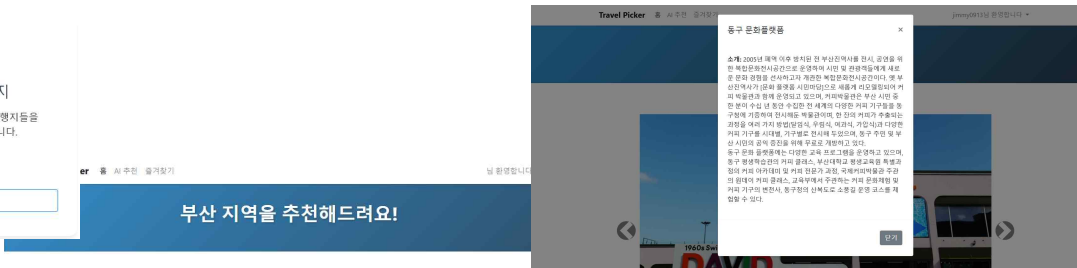 지
행지들을
니다.
er 홈 AI 추천 즐겨찾기
님 환영합니다
부산 지역을 추천해드려요!
Travel Picker 홈 AI 추천 즐겨찾기
jimmy0813님 환영합니다
동구 문화플랫폼 ×
소개: 2005년 폐역 이후 방치된 전 부산진역사를 전시, 공연을 위
한 복합문화전시공간으로 운영하여 시민 및 관광객들에게 새로
운 문화 경험을 선사하고자 개관한 복합문화전시공간이다. 옛 부
산진역사가 [문화 플랫폼 시민마당]으로 새롭게 리모델링되어 커
피 박물관과 함께 운영되고 있으며, 커피박물관은 부산 시민 중
한 분이 수십 년 동안 수집한 전 세계의 다양한 커피 기구들을 동
구청에 기증하여 전시해둔 박물관이며, 한 잔의 커피가 추출되는
과정을 여러 가지 방법(달임식, 우림식, 여과식, 가압식)과 다양한
커피 기구를 시대별, 기구별로 전시해 두었으며, 동구 주민 및 부
산 시민의 공익 증진을 위해 무료로 개방하고 있다.
동구 문화 플랫폼에는 다양한 교육 프로그램을 운영하고 있으며,
동구 평생학습관의 커피 클래스, 부산대학교 평생교육원 특별과
정의 커피 아카데미 및 커피 전문가 과정, 국제커피박물관 주관
의 원데이 커피 클래스, 교육부에서 주관하는 커피 문화체험 및
커피 기구의 변천사, 동구청의 산복도로 소풍길 운영 코스를 체
험할 수 있다.
닫기
1960s Swi
DAVID